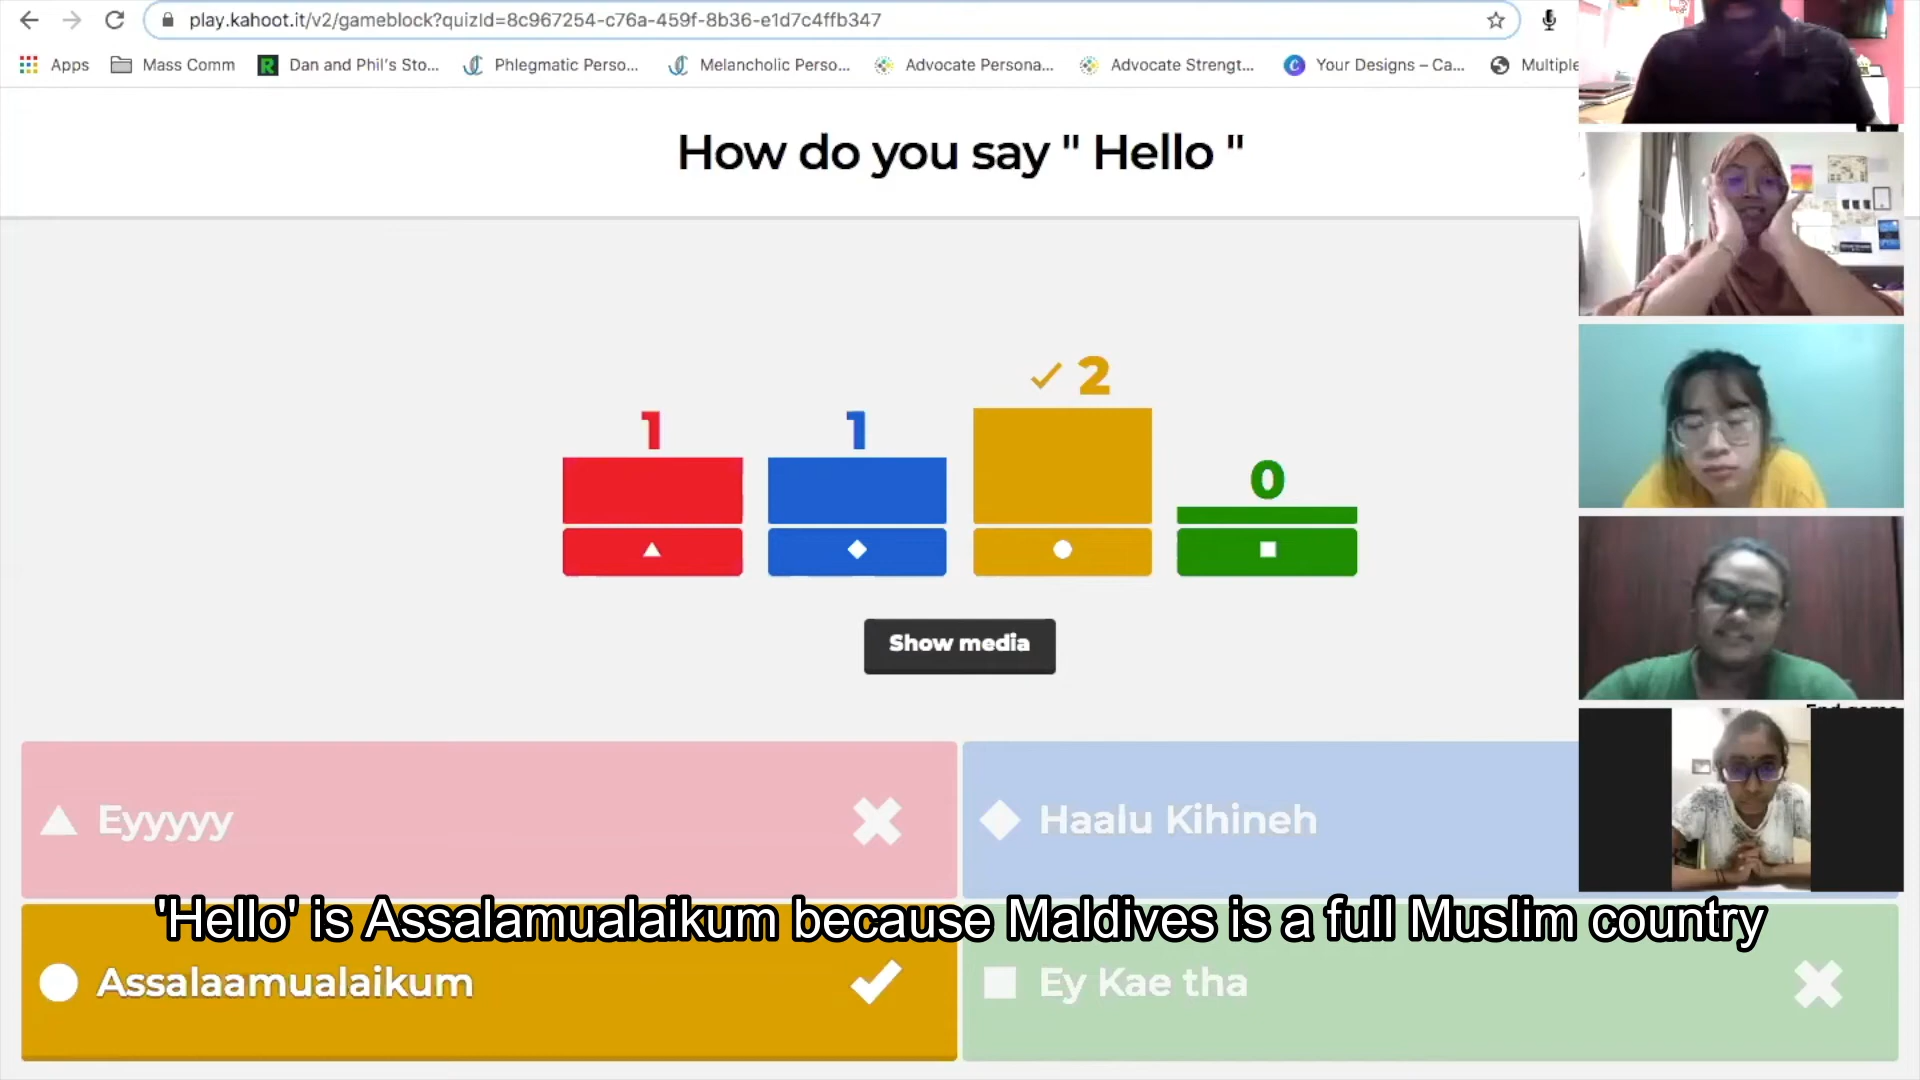 play.kahoot.it/v2/gameblock?quizId=8c967254-c76a-459f-8b36-e1d7c4ffb347
Apps Mass Comm R Dan and Phil's Sto... Phlegmatic Perso... Melancholic Perso... Advocate Persona... Advocate Strengt... Your Designs – Ca... Multiple
How do you say " Hello "
1 1 2 0
Show media
Eyyyyy
Haalu Kihineh
'Hello' is Assalamualaikum because Maldives is a full Muslim country
Assalaamualaikum
Ey Kae tha